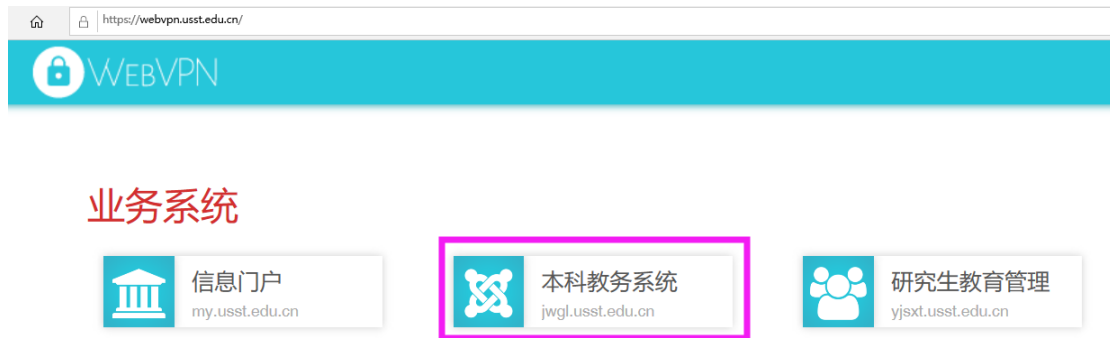 https://webvpn.usst.edu.cn/
WEBVPN
业务系统
信息门户
my.usst.edu.cn
本科教务系统
jwgl.usst.edu.cn
研究生教育管理
yjsxt.usst.edu.cn